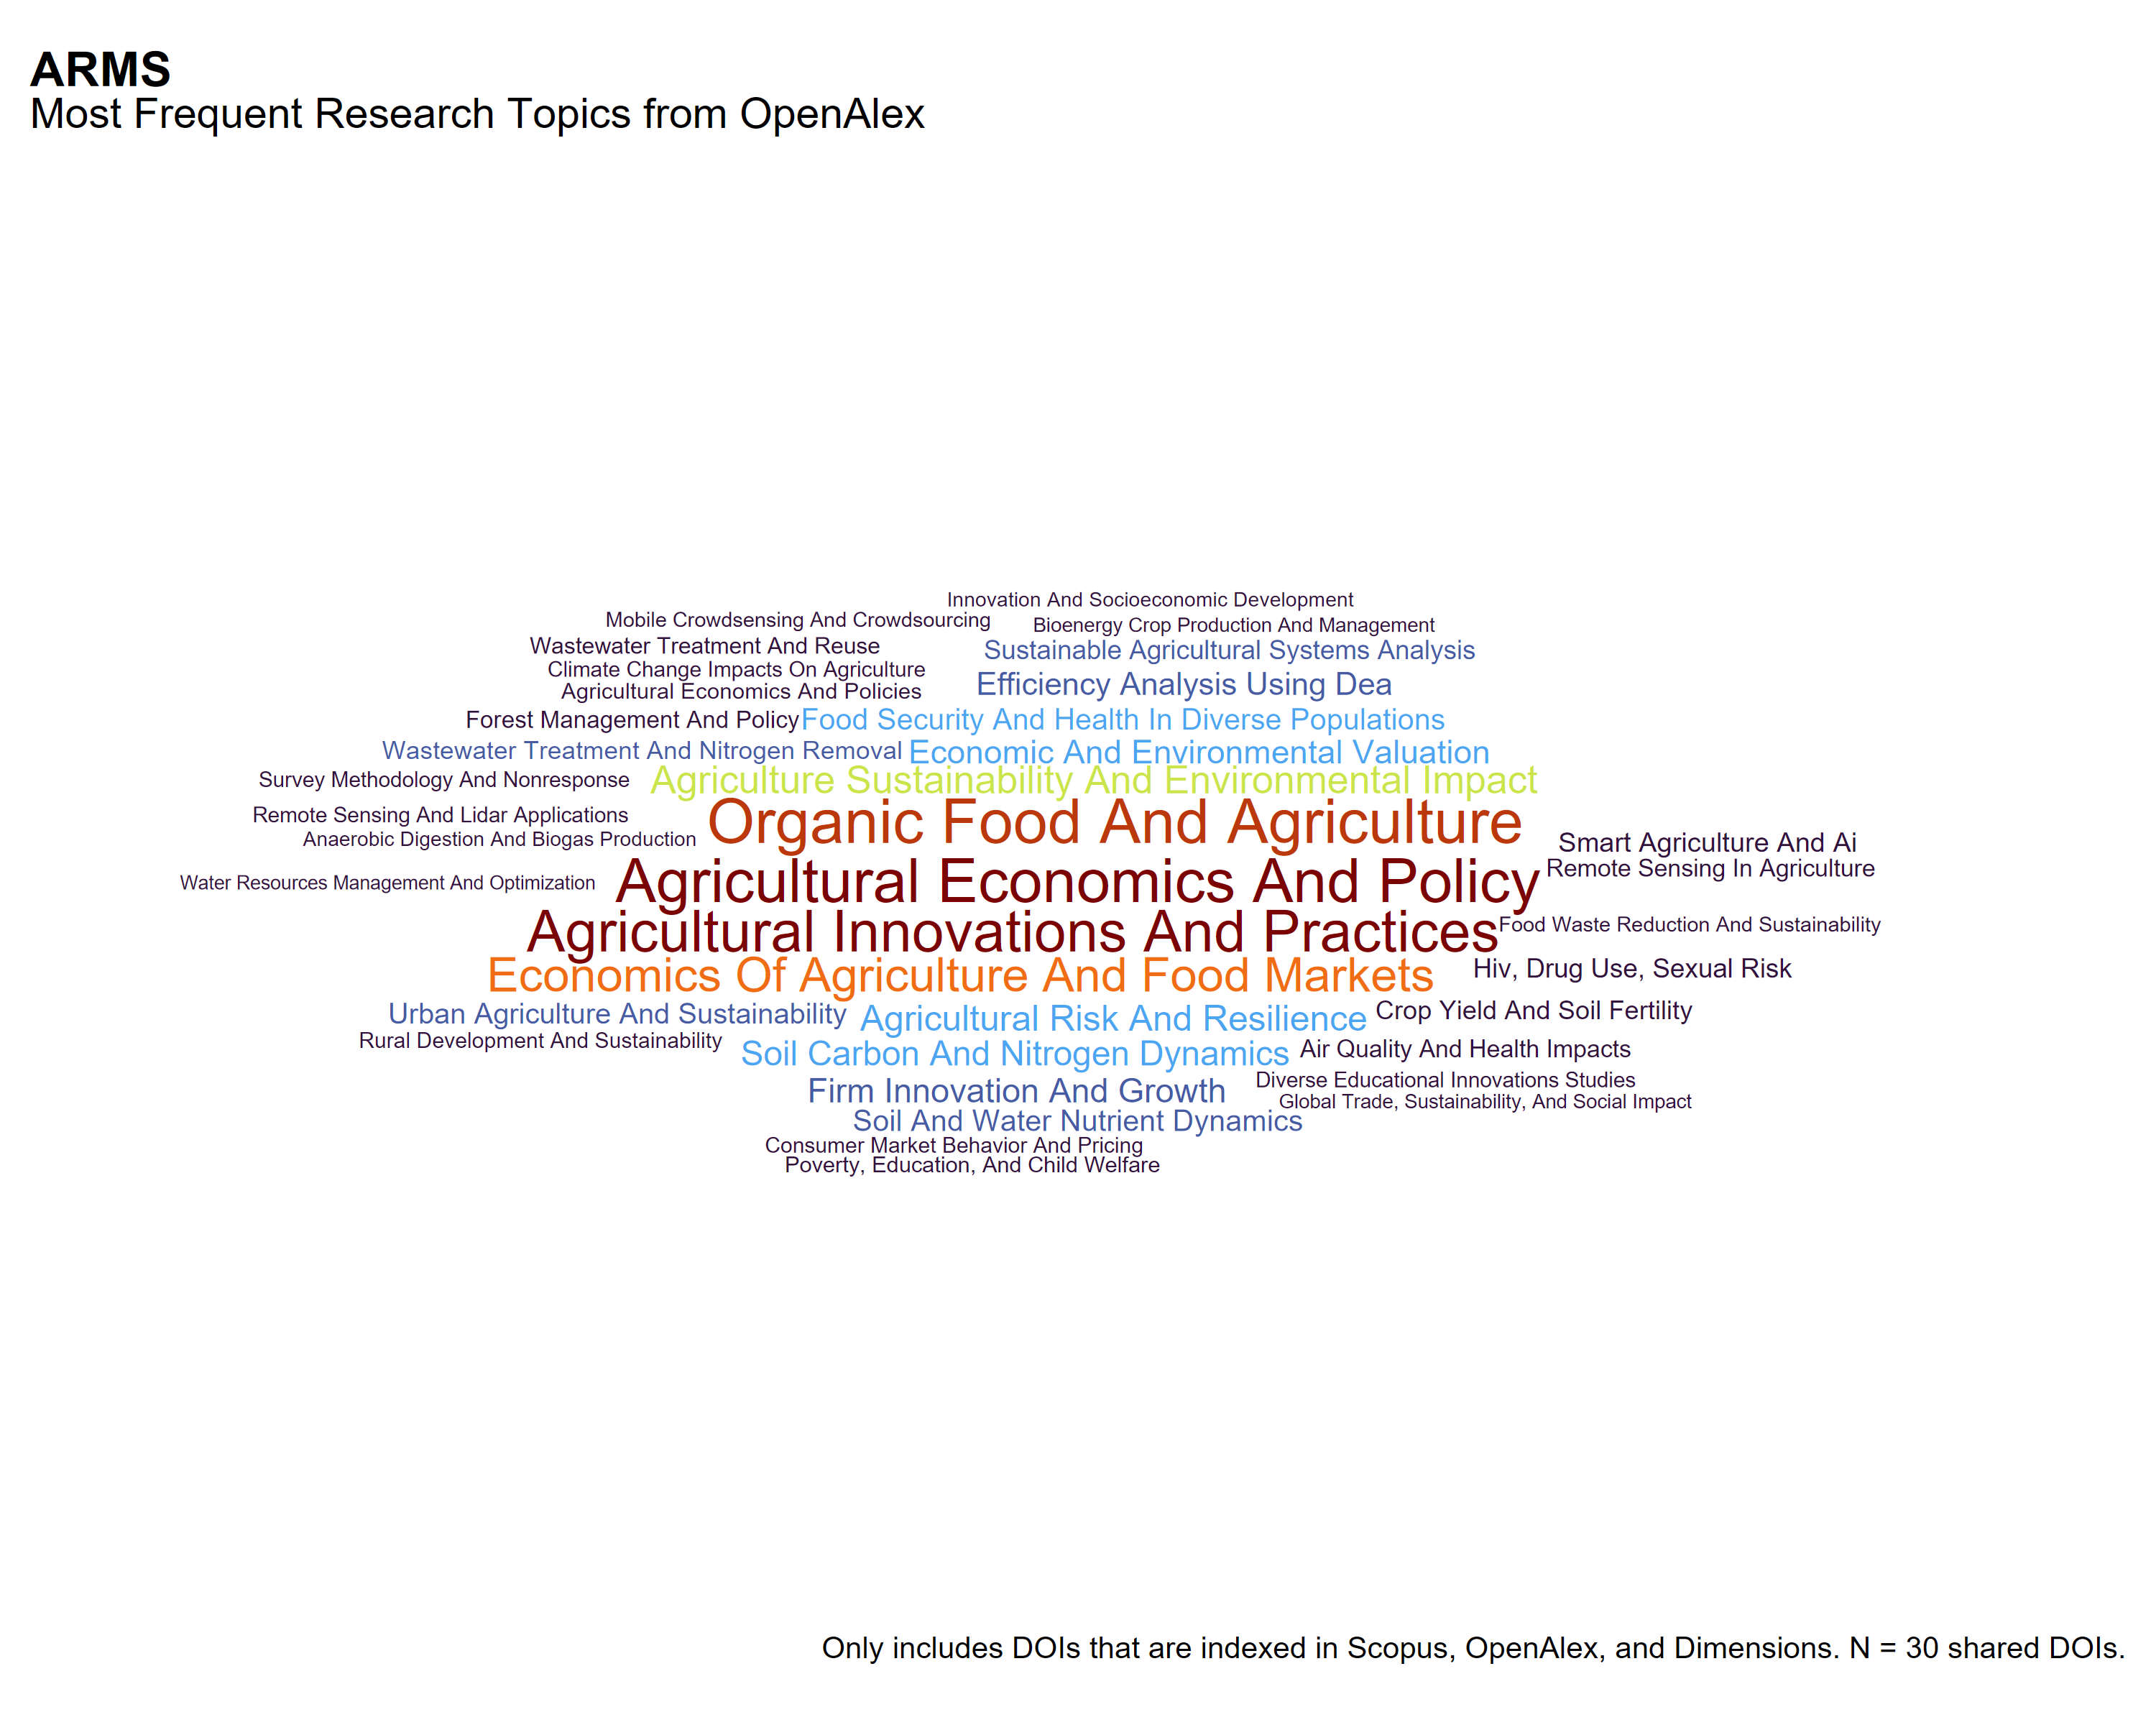 ARMS
Most Frequent Research Topics from OpenAlex
Innovation And Socioeconomic Development
Mobile Crowdsensing And Crowdsourcing
Bioenergy Crop Production And Management
Wastewater Treatment And Reuse
Sustainable Agricultural Systems Analysis
Climate Change Impacts On Agriculture
Efficiency Analysis Using Dea
Agricultural Economics And Policies
Forest Management And Policy
Food Security And Health In Diverse Populations
Wastewater Treatment And Nitrogen Removal
Economic And Environmental Valuation
Survey Methodology And Nonresponse
Agriculture Sustainability And Environmental Impact
Remote Sensing And Lidar Applications
Organic Food And Agriculture
Anaerobic Digestion And Biogas Production
Smart Agriculture And Ai
Remote Sensing In Agriculture
Water Resources Management And Optimization
Agricultural Economics And Policy
Agricultural Innovations And Practices
Food Waste Reduction And Sustainability
Economics Of Agriculture And Food Markets
Hiv, Drug Use, Sexual Risk
Urban Agriculture And Sustainability
Agricultural Risk And Resilience
Crop Yield And Soil Fertility
Rural Development And Sustainability
Soil Carbon And Nitrogen Dynamics
Air Quality And Health Impacts
Firm Innovation And Growth
Diverse Educational Innovations Studies
Global Trade, Sustainability, And Social Impact
Soil And Water Nutrient Dynamics
Consumer Market Behavior And Pricing
Poverty, Education, And Child Welfare
Only includes DOIs that are indexed in Scopus, OpenAlex, and Dimensions. N = 30 shared DOIs.